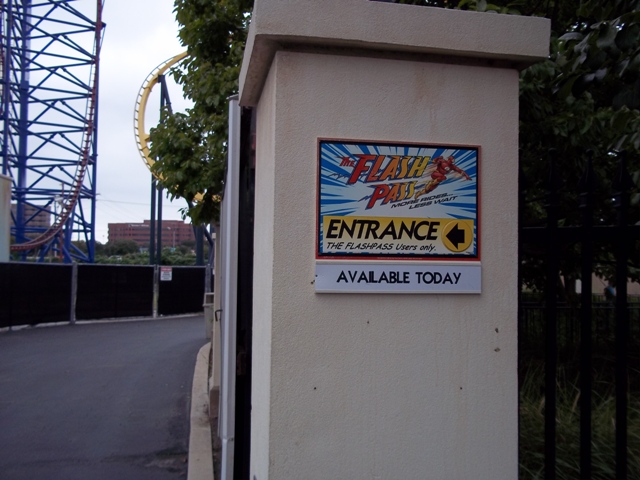 The FLASH
PASS
MORE RIDES...
LESS WAIT
ENTRANCE
THE FLASHPASS Users only.
AVAILABLE TODAY